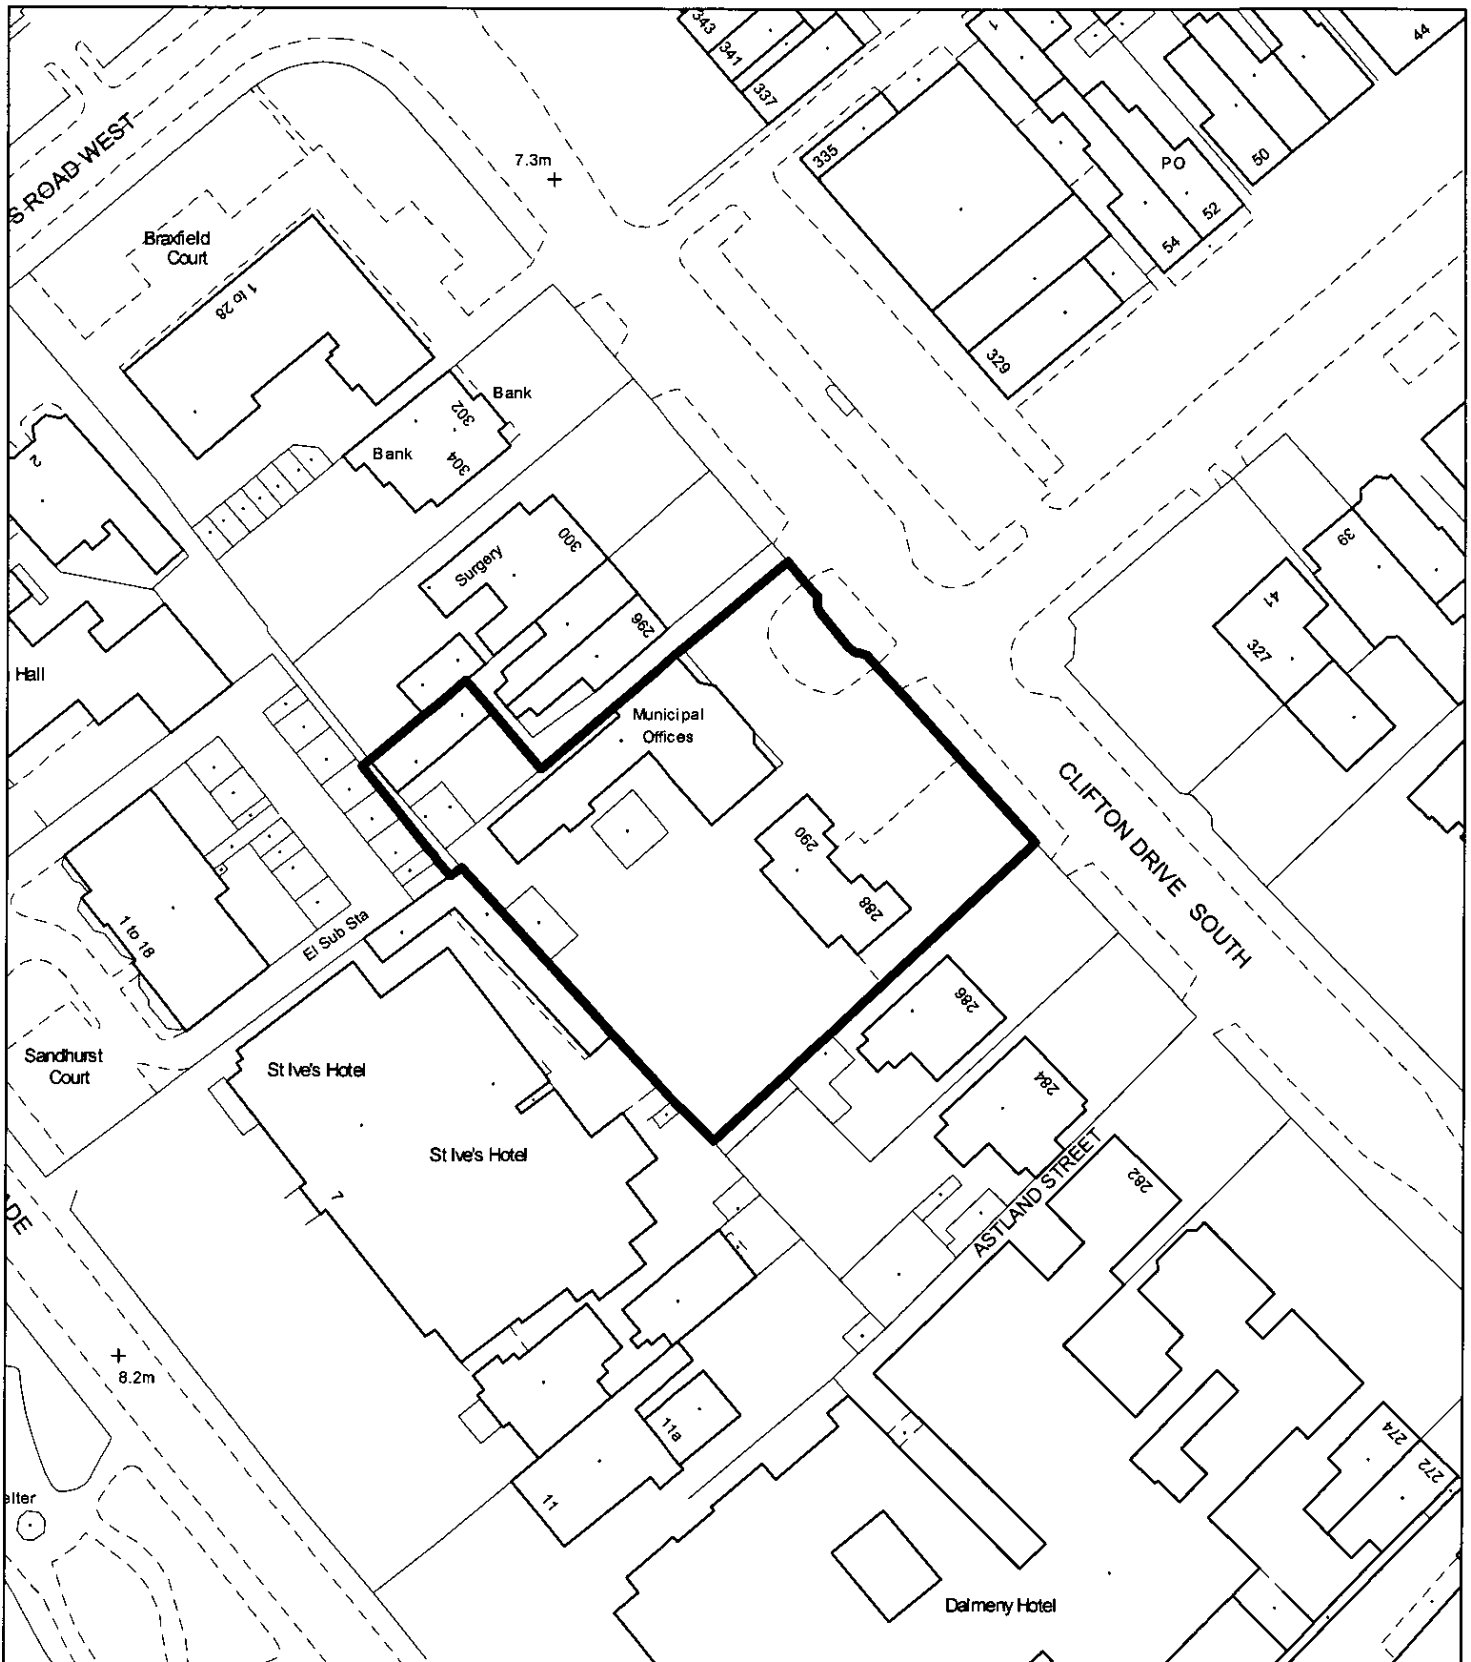 343
341
337
1
44
S ROAD WEST
7.3m
335
PO
50
52
54
Braxfield
Court
1 to 28
329
Bank
302
Bank
304
2
39
Surgery
300
41
296
327
Hall
Municipal
Offices
CLIFTON DRIVE SOUTH
290
288
1 to 18
El Sub Sta
286
Sandhurst
Court
St Ive's Hotel
284
St Ive's Hotel
ASTLAND STREET
282
7
DE
8.2m
11a
274
272
elter
11
Dalmeny Hotel